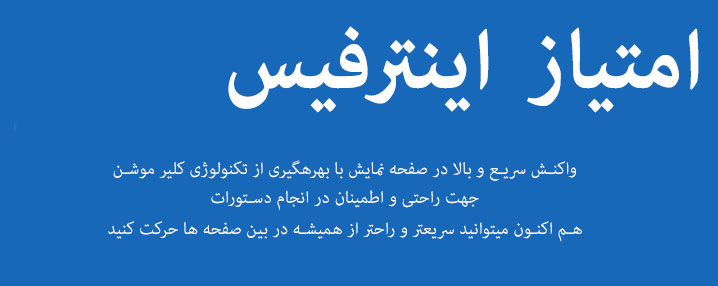 امتیاز اینترفیس
واکنش سریع و بالا در صفحه نمایش با بهرهگیری از تکنولوژی کلیر موشن
جهت راحتی و اطمینان در انجام دستورات
هم اکنون میتوانید سریعتر و راحتر از همیشه در بین صفحه ها حرکت کنید